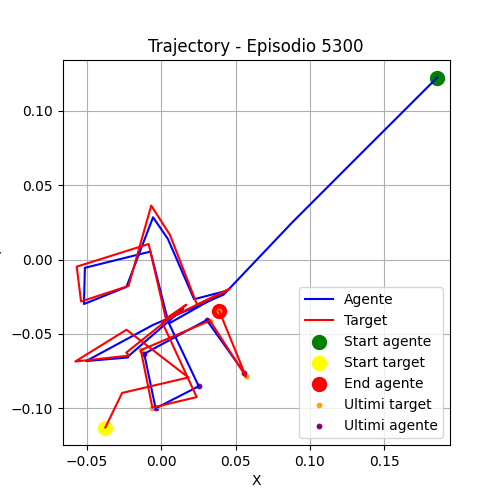 Trajectory - Episodio 5300
0.10
0.05
0.00
−0.05
−0.10
−0.05
0.00
0.05
0.10
0.15
X
Agente
Target
Start agente
Start target
End agente
Ultimi target
Ultimi agente